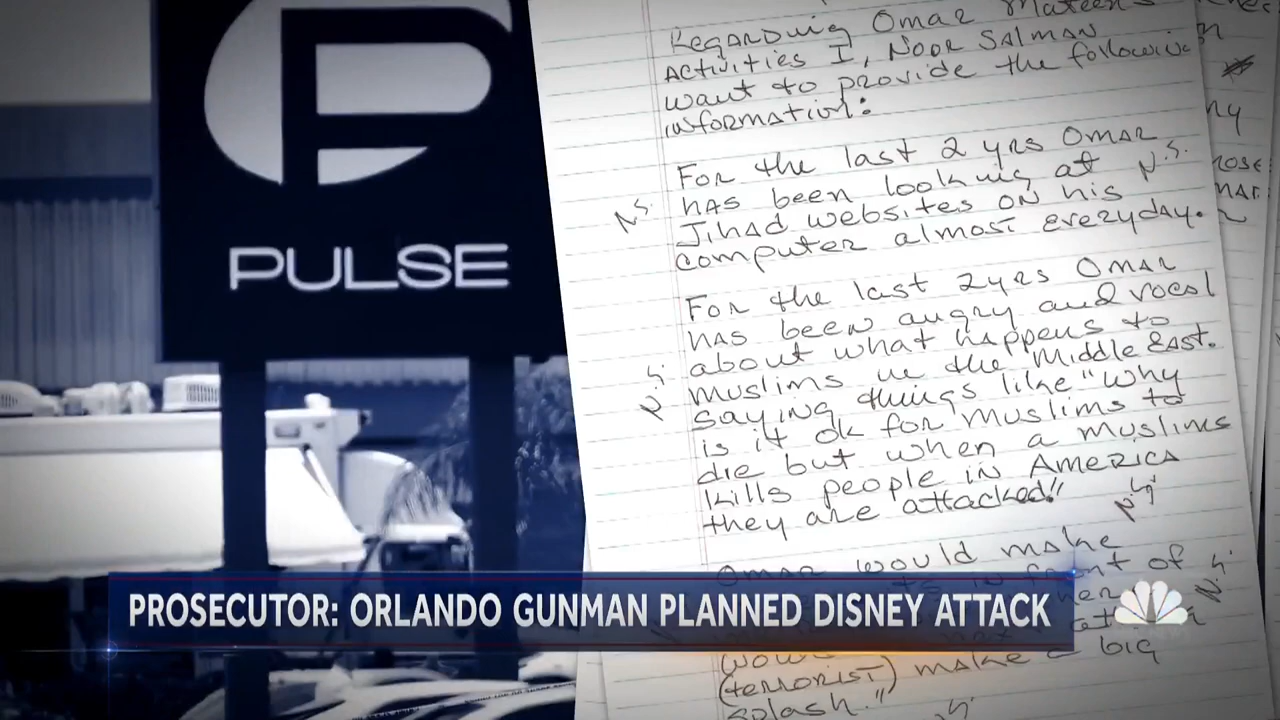 PULSE
Regarding Omar Mateen's
activities I, Noor Salman
want to provide the following
information:
For the last 2 yrs Omar
has been looking at
Jihad websites on his
computer almost everyday.
N.S.
N.S.
For the last 2yrs Omar
has been angry and vocal
about what happens to
muslims in the Middle East.
saying things like "Why
is it ok for muslims to
die but when a muslims
kills people in America
they are attacked!"
N.S.
N.S.
Omar would make
front of
N.S.
(terrorist) make a big
splash."
PROSECUTOR: ORLANDO GUNMAN PLANNED DISNEY ATTACK